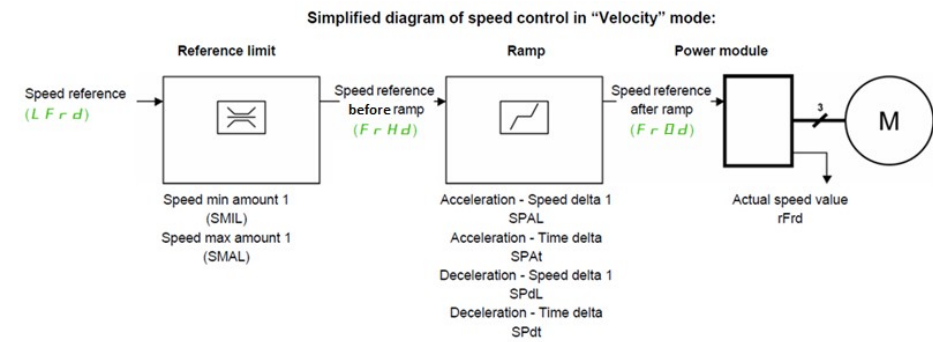 Simplified diagram of speed control in “Velocity” mode:
Reference limit
Ramp
Power module
Speed reference
(LFrd)
Speed reference
before ramp
(FrHd)
Speed reference
after ramp
(FrOd)
3
M
Speed min amount 1
(SMIL)
Speed max amount 1
(SMAL)
Acceleration - Speed delta 1
SPAL
Acceleration - Time delta
SPAt
Deceleration - Speed delta 1
SPdL
Deceleration - Time delta
SPdt
Actual speed value
rFrd